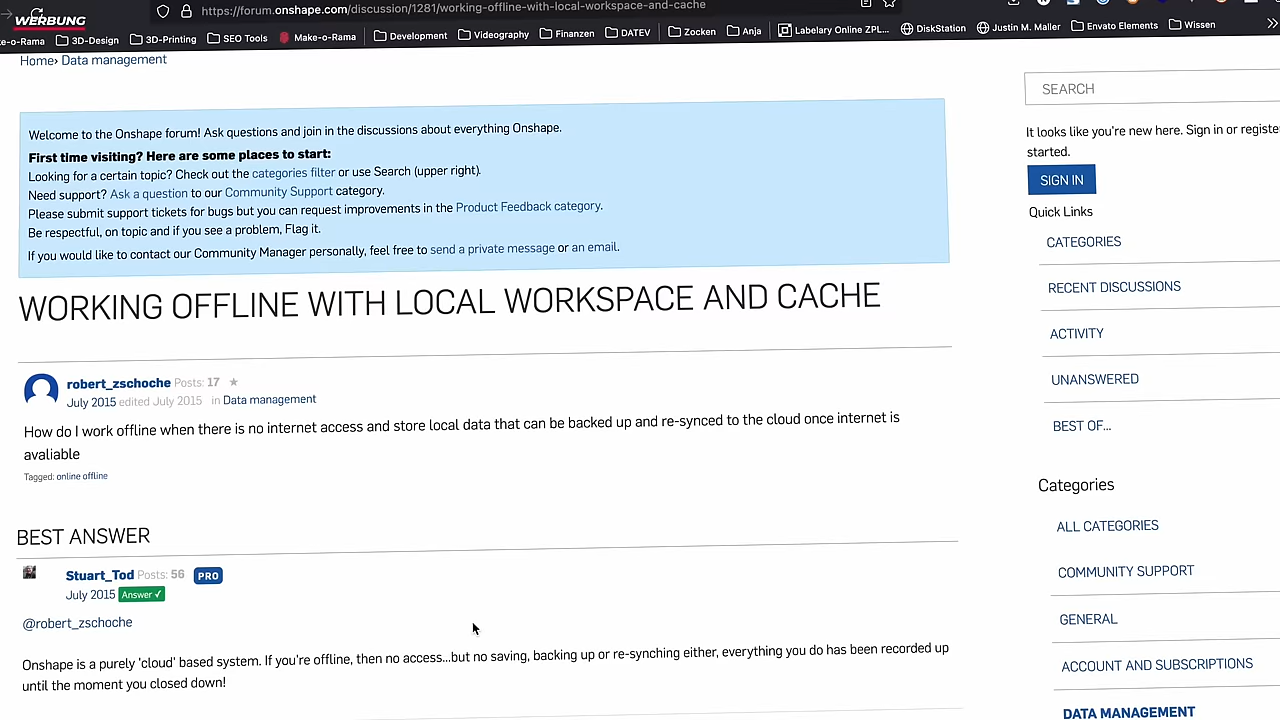 https://forum.onshape.com/discussion/1281/working-offline-with-local-workspace-and-cache
WERBUNG
ke-o-Rama
3D-Design
3D-Printing
SEO Tools
Make-o-Rama
Development
Videography
Finanzen
DATEV
Zocken
Anja
Labelary Online ZPL...
DiskStation
Justin M. Maller
Envato Elements
Wissen
Home› Data management
SEARCH
Welcome to the Onshape forum! Ask questions and join in the discussions about everything Onshape.
First time visiting? Here are some places to start:
Looking for a certain topic? Check out the categories filter or use Search (upper right).
Need support? Ask a question to our Community Support category.
Please submit support tickets for bugs but you can request improvements in the Product Feedback category.
Be respectful, on topic and if you see a problem, Flag it.
If you would like to contact our Community Manager personally, feel free to send a private message or an email.
It looks like you're new here. Sign in or registe
started.
SIGN IN
Quick Links
CATEGORIES
RECENT DISCUSSIONS
ACTIVITY
UNANSWERED
BEST OF...
WORKING OFFLINE WITH LOCAL WORKSPACE AND CACHE
robert_zschoche Posts: 17 ★
July 2015 edited July 2015 in Data management
How do I work offline when there is no internet access and store local data that can be backed up and re-synced to the cloud once internet is
avaliable
Tagged: online offline
BEST ANSWER
Stuart_Tod Posts: 56 PRO
July 2015 Answer ✓
@robert_zschoche
Onshape is a purely 'cloud' based system. If you're offline, then no access...but no saving, backing up or re-synching either, everything you do has been recorded up
until the moment you closed down!
Categories
ALL CATEGORIES
COMMUNITY SUPPORT
GENERAL
ACCOUNT AND SUBSCRIPTIONS
DATA MANAGEMENT